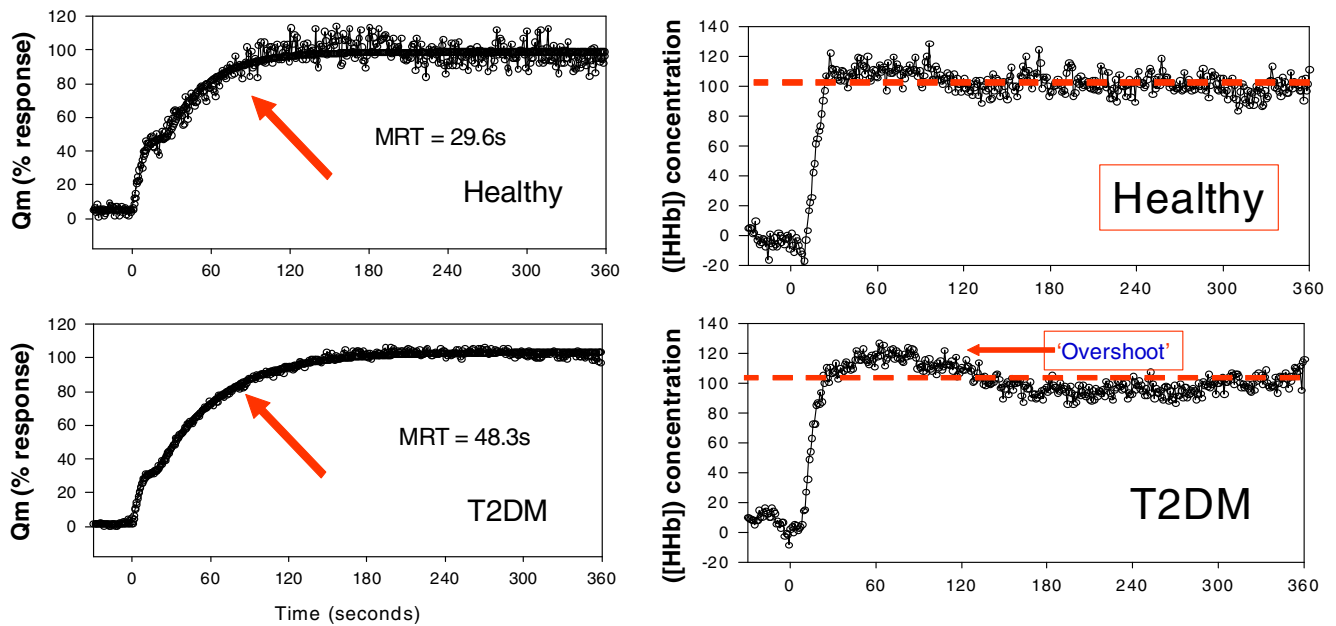 Qm (% response)
120
100
80
60
40
20
0
MRT = 29.6s
Healthy
0 60 120 180 240 300 360
([HHb]) concentration
140
120
100
80
60
40
20
0
-20
Healthy
0 60 120 180 240 300 360
Qm (% response)
120
100
80
60
40
20
0
MRT = 48.3s
T2DM
0 60 120 180 240 300 360
Time (seconds)
([HHb]) concentration
140
120
100
80
60
40
20
0
-20
'Overshoot'
T2DM
0 60 120 180 240 300 360